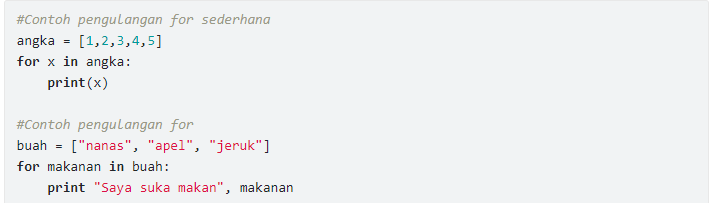 #Contoh pengulangan for sederhana
angka = [1,2,3,4,5]
for x in angka:
    print(x)

#Contoh pengulangan for
buah = ["nanas", "apel", "jeruk"]
for makanan in buah:
    print "Saya suka makan", makanan